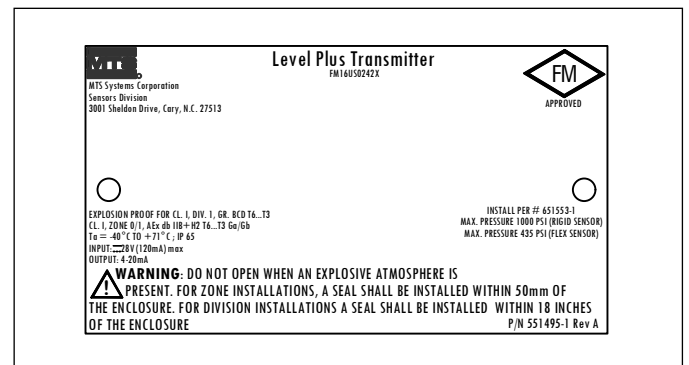 MTS
Level Plus Transmitter
FM16US0242X
FM
APPROVED
MTS Systems Corporation
Sensors Division
3001 Sheldon Drive, Cary, N.C. 27513
EXPLOSION PROOF FOR CL. I, DIV. 1, GR. BCD T6...T3
CL. I, ZONE 0/1, AEx db IIB+H2 T6...T3 Ga/Gb
Ta = -40°C TO +71°C ; IP 65
INPUT: 28V (120mA) max
OUTPUT: 4-20mA
INSTALL PER # 651553-1
MAX. PRESSURE 1000 PSI (RIGID SENSOR)
MAX. PRESSURE 435 PSI (FLEX SENSOR)
WARNING: DO NOT OPEN WHEN AN EXPLOSIVE ATMOSPHERE IS
PRESENT. FOR ZONE INSTALLATIONS, A SEAL SHALL BE INSTALLED WITHIN 50mm OF
THE ENCLOSURE. FOR DIVISION INSTALLATIONS A SEAL SHALL BE INSTALLED WITHIN 18 INCHES
OF THE ENCLOSURE
P/N 551495-1 Rev A